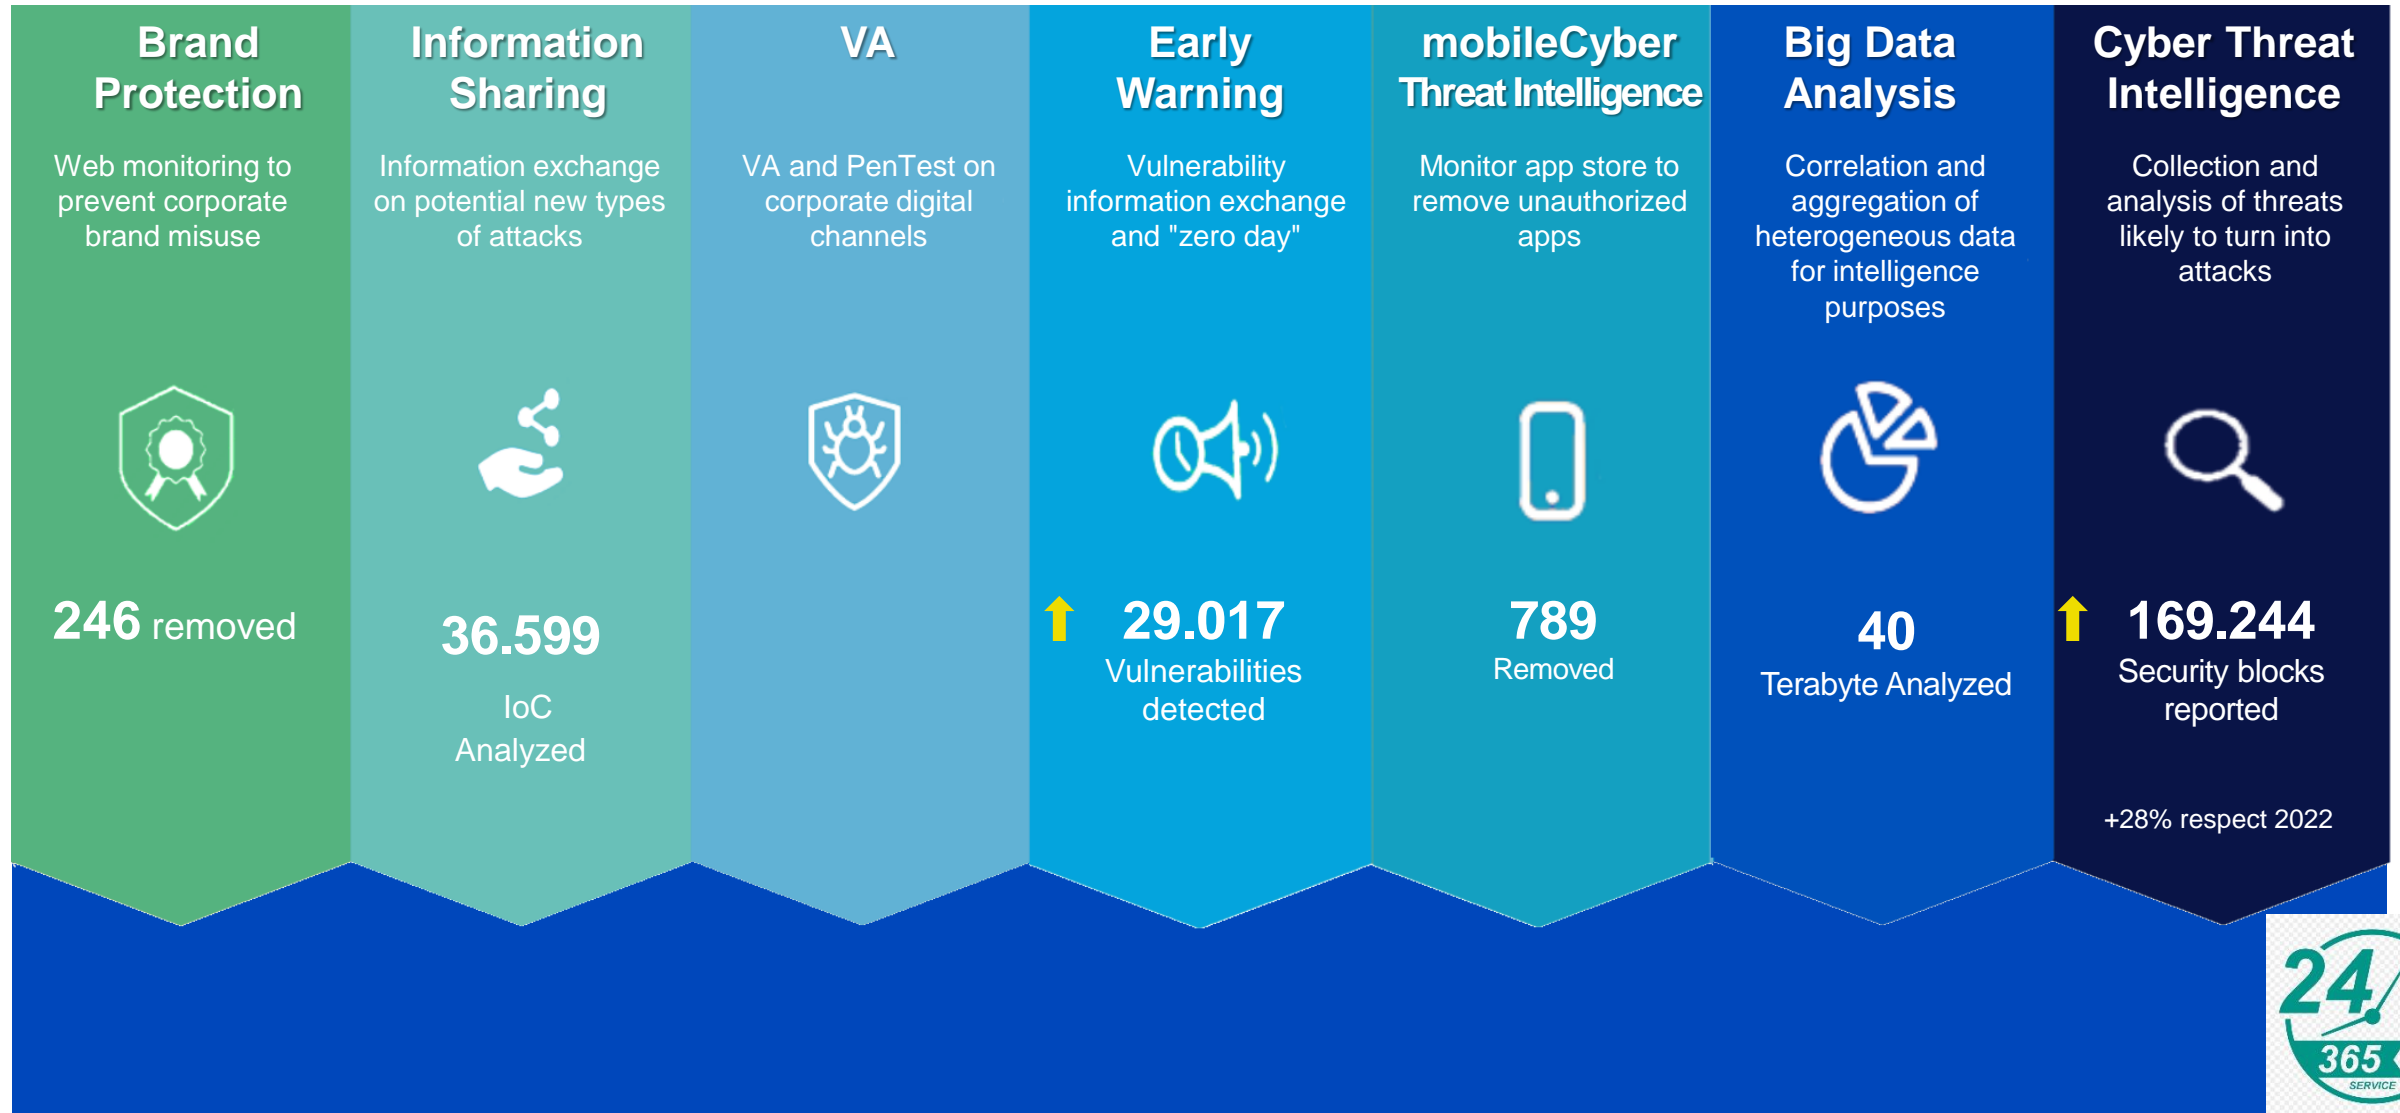 Brand
Protection
Web monitoring to
prevent corporate
brand misuse
246 removed
Information
Sharing
Information exchange
on potential new types
of attacks
36.599
IoC
Analyzed
VA
VA and PenTest on
corporate digital
channels
Early
Warning
Vulnerability
information exchange
and "zero day"
29.017
Vulnerabilities
detected
mobileCyber
Threat Intelligence
Monitor app store to
remove unauthorized
apps
789
Removed
Big Data
Analysis
Correlation and
aggregation of
heterogeneous data
for intelligence
purposes
40
Terabyte Analyzed
Cyber Threat
Intelligence
Collection and
analysis of threats
likely to turn into
attacks
169.244
Security blocks
reported
+28% respect 2022
24
365
SERVICE